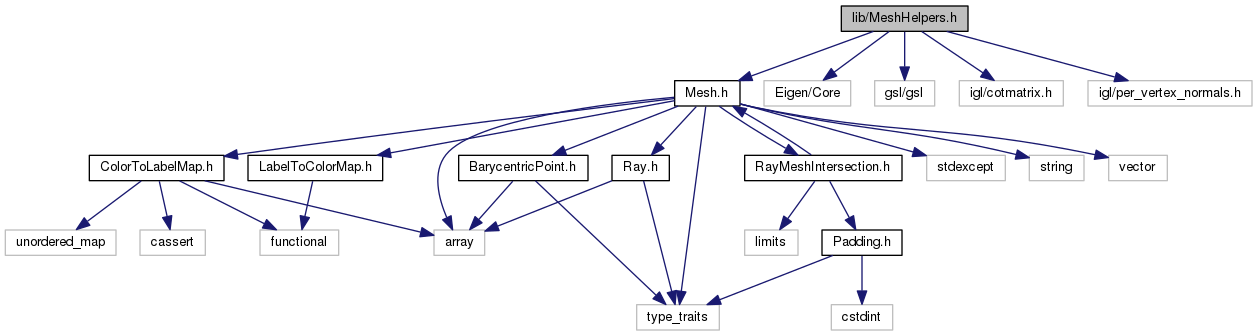 lib/MeshHelpers.h
Mesh.h
Eigen/Core
gsl/gsl
igl/cotmatrix.h
igl/per_vertex_normals.h
ColorToLabelMap.h
LabelToColorMap.h
BarycentricPoint.h
Ray.h
RayMeshIntersection.h
stdexcept
string
vector
unordered_map
cassert
functional
array
limits
Padding.h
type_traits
cstdint